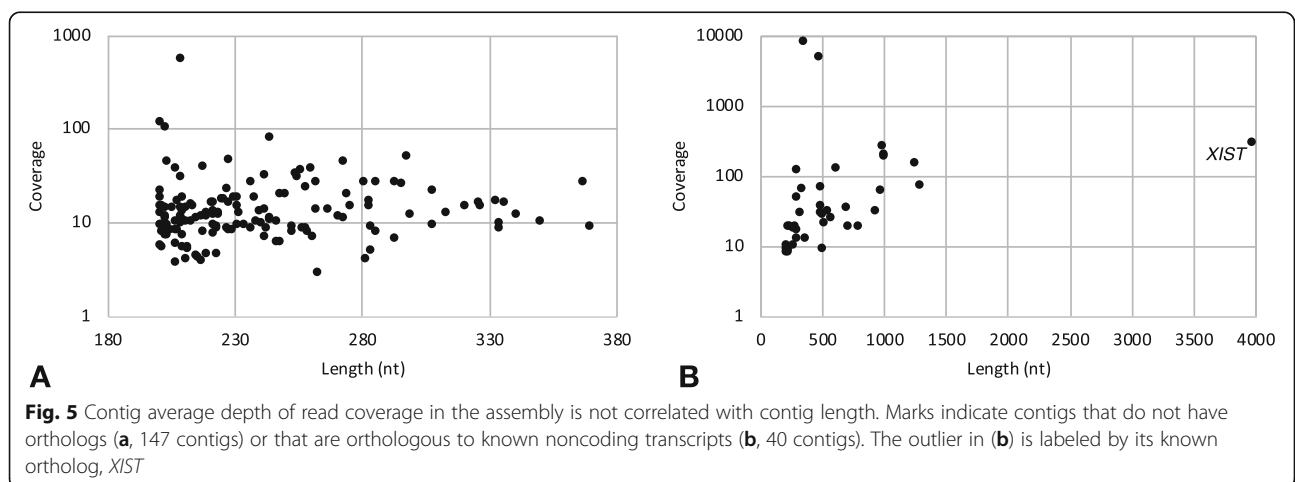 1000
100
10
1
Coverage
180 230 280 330 380
Length (nt)
A
10000
1000
100
10
1
Coverage
XIST
0 500 1000 1500 2000 2500 3000 3500 4000
Length (nt)
B
Fig. 5 Contig average depth of read coverage in the assembly is not correlated with contig length. Marks indicate contigs that do not have
orthologs (a, 147 contigs) or that are orthologous to known noncoding transcripts (b, 40 contigs). The outlier in (b) is labeled by its known
ortholog, XIST